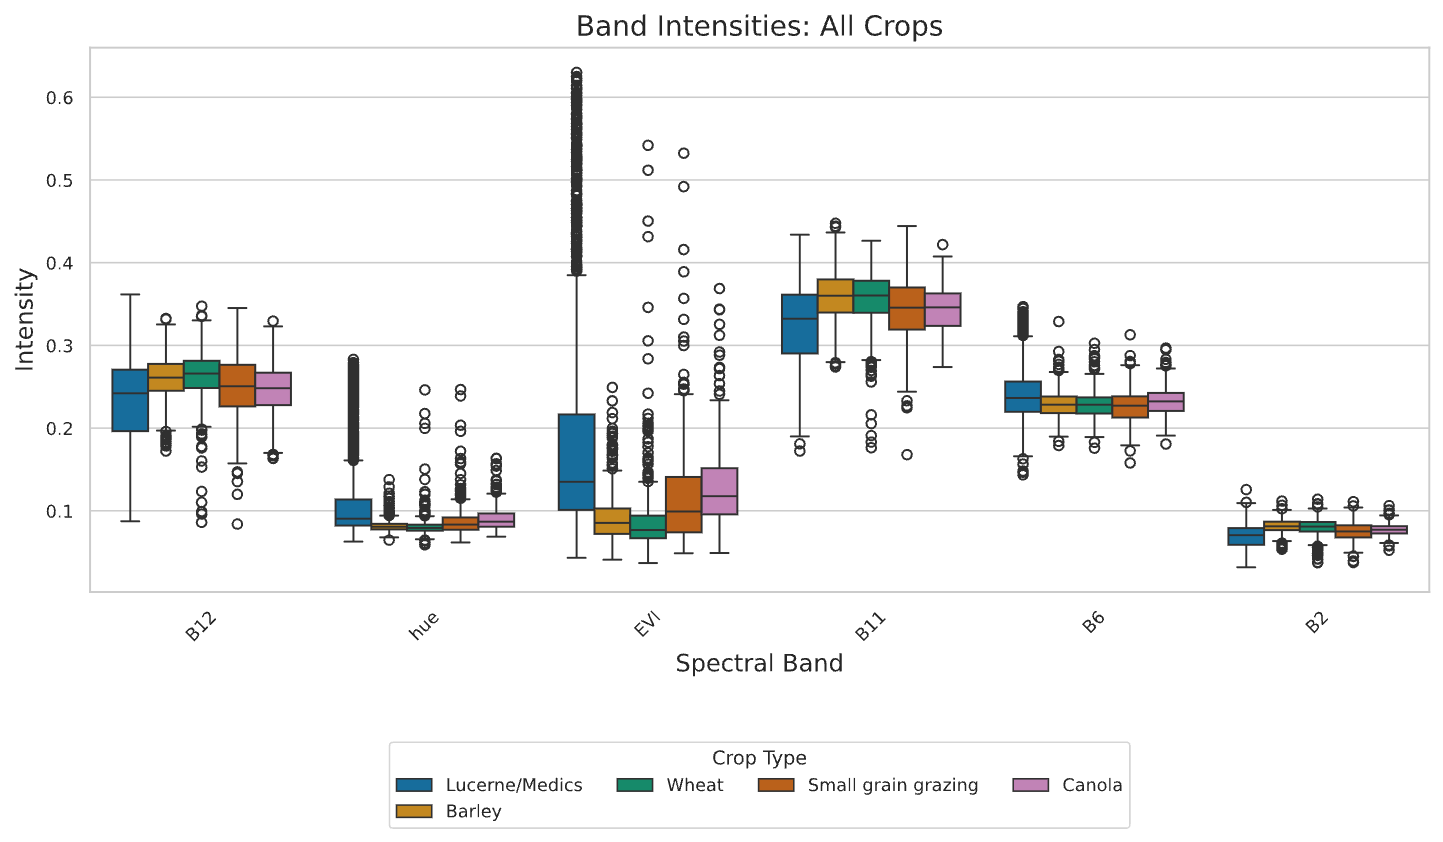 Band Intensities: All Crops
0.6
0.5
0.4
0.3
0.2
0.1
Intensity
B12 hue EVI B11 B6 B2
Spectral Band
Crop Type
Lucerne/Medics Wheat Small grain grazing Canola
Barley